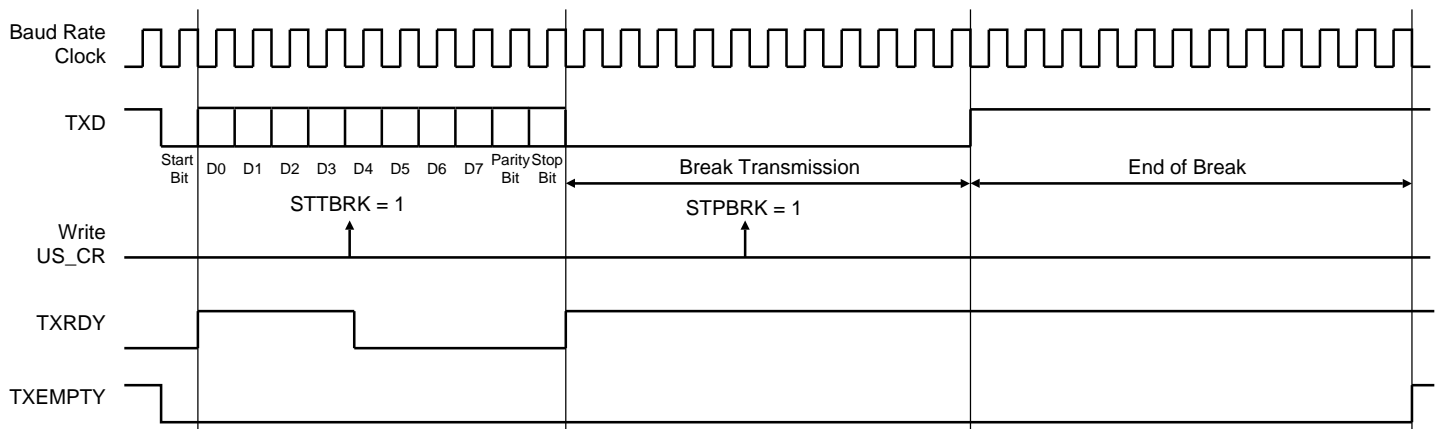 Baud Rate
Clock
TXD
Start
Bit
D0
D1
D2
D3
D4
D5
D6
D7
Parity
Bit
Stop
Bit
Break Transmission
End of Break
STTBRK = 1
STPBRK = 1
Write
US_CR
TXRDY
TXEMPTY